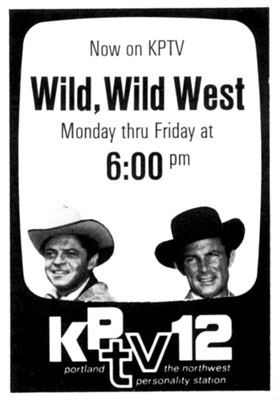 Now on KPTV
Wild, Wild West
Monday thru Friday at
6:00 pm
KPtV12
portland the northwest
personality station